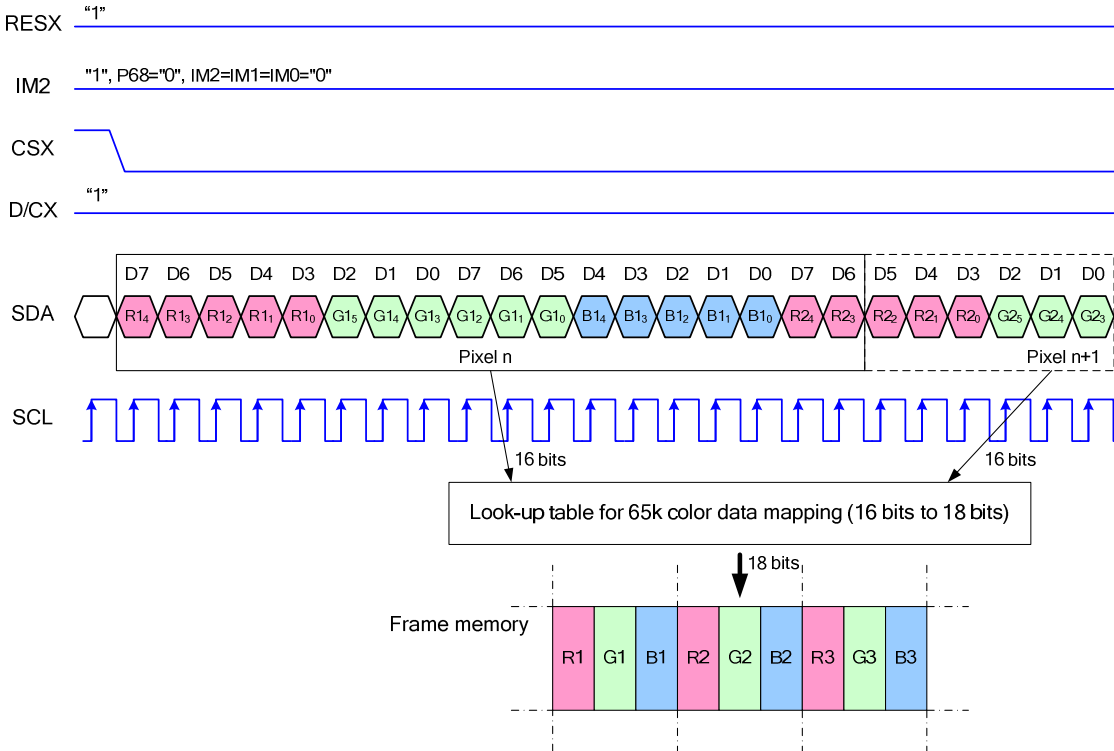 RESX "1"
IM2 "1", P68="0", IM2=IM1=IM0="0"
CSX
D/CX "1"
D7 D6 D5 D4 D3 D2 D1 D0 D7 D6 D5 D4 D3 D2 D1 D0 D7 D6 D5 D4 D3 D2 D1 D0
SDA R1₄ R1₃ R1₂ R1₁ R1₀ G1₅ G1₄ G1₃ G1₂ G1₁ G1₀ B1₄ B1₃ B1₂ B1₁ B1₀ R2₄ R2₃ R2₂ R2₁ R2₀ G2₅ G2₄ G2₃
Pixel n Pixel n+1
SCL
16 bits 16 bits
Look-up table for 65k color data mapping (16 bits to 18 bits)
18 bits
Frame memory
R1 G1 B1 R2 G2 B2 R3 G3 B3